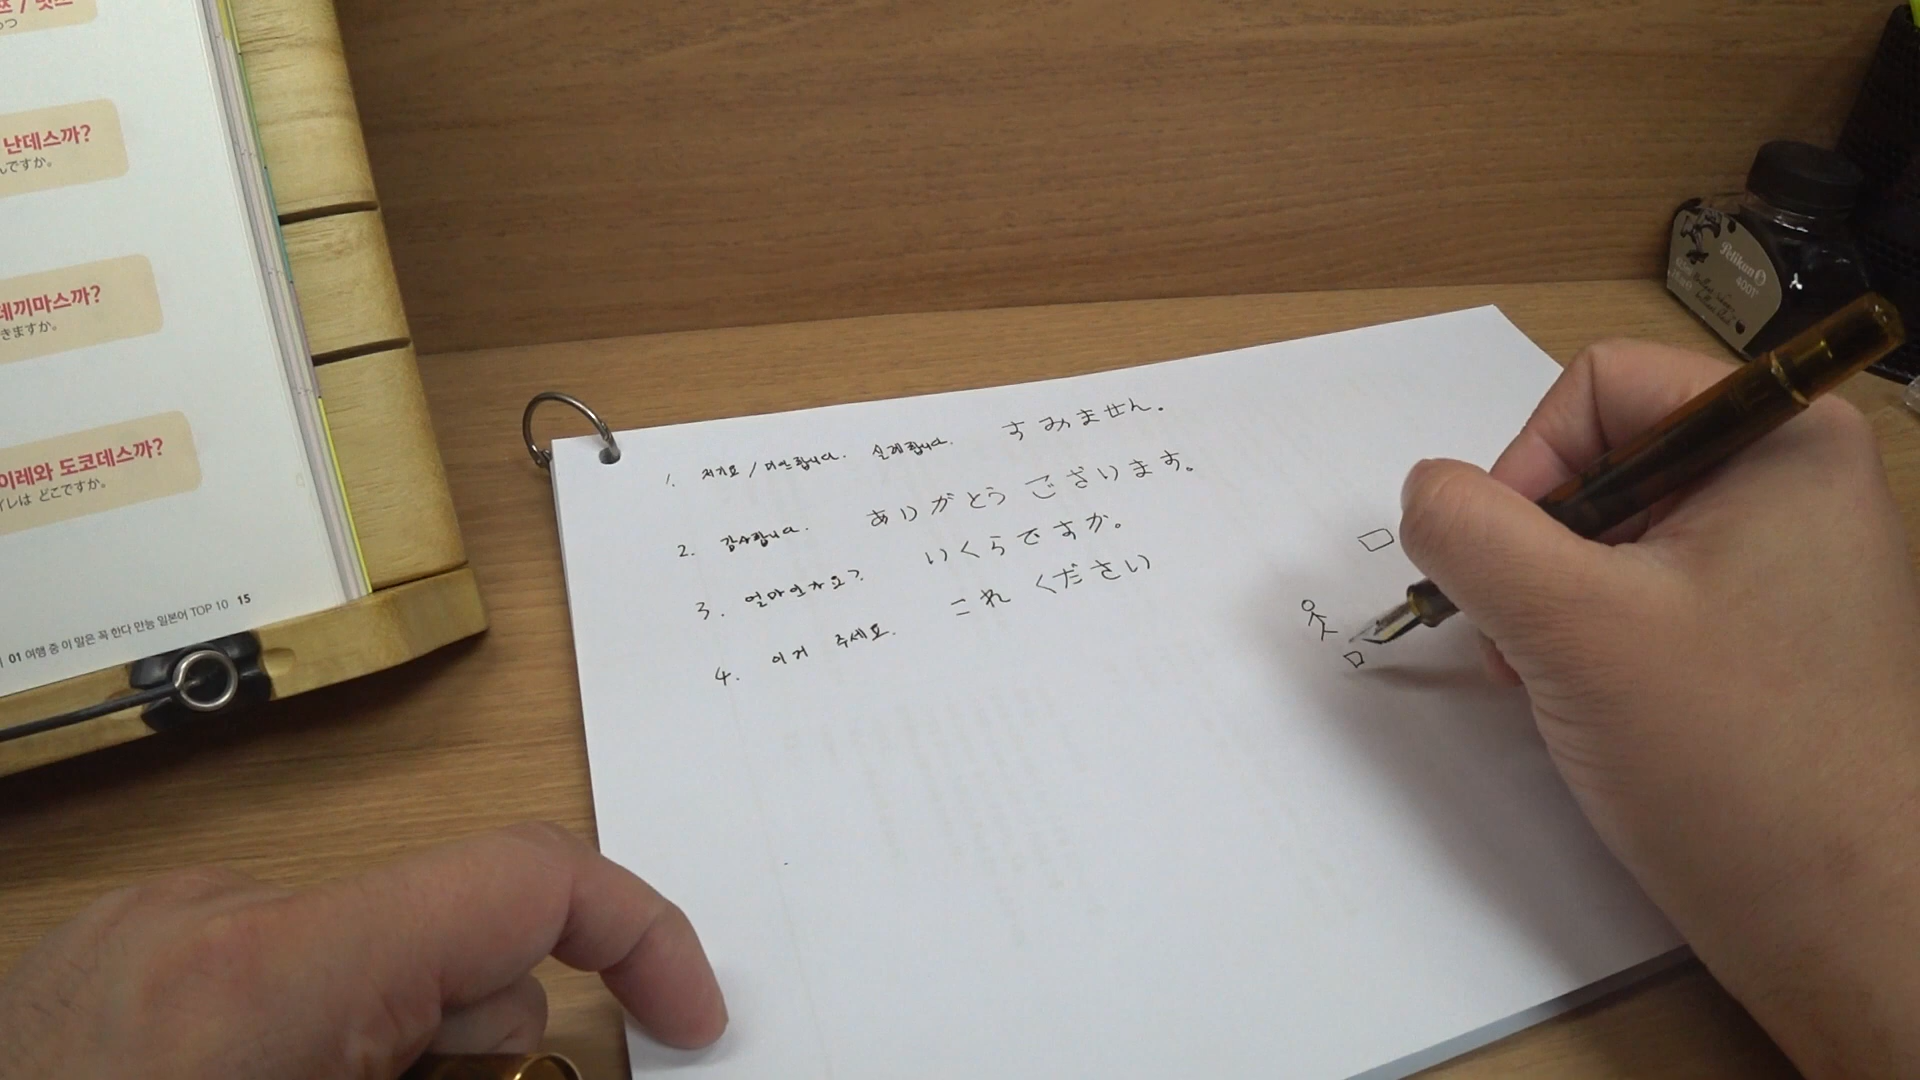 난데스까?
んですか。
데끼마스까?
きますか。
이레와 도코데스까?
イレは どこですか。
01 여행 중 이 말은 꼭 한다 만능 일본어 TOP 10 15
1. 저기요 / 미안합니다. 실례합니다. すみません。
2. 감사합니다. ありがとう ございます。
3. 얼마인가요? いくらですか。
4. 이거 주세요. これ ください
Pelikan
4001